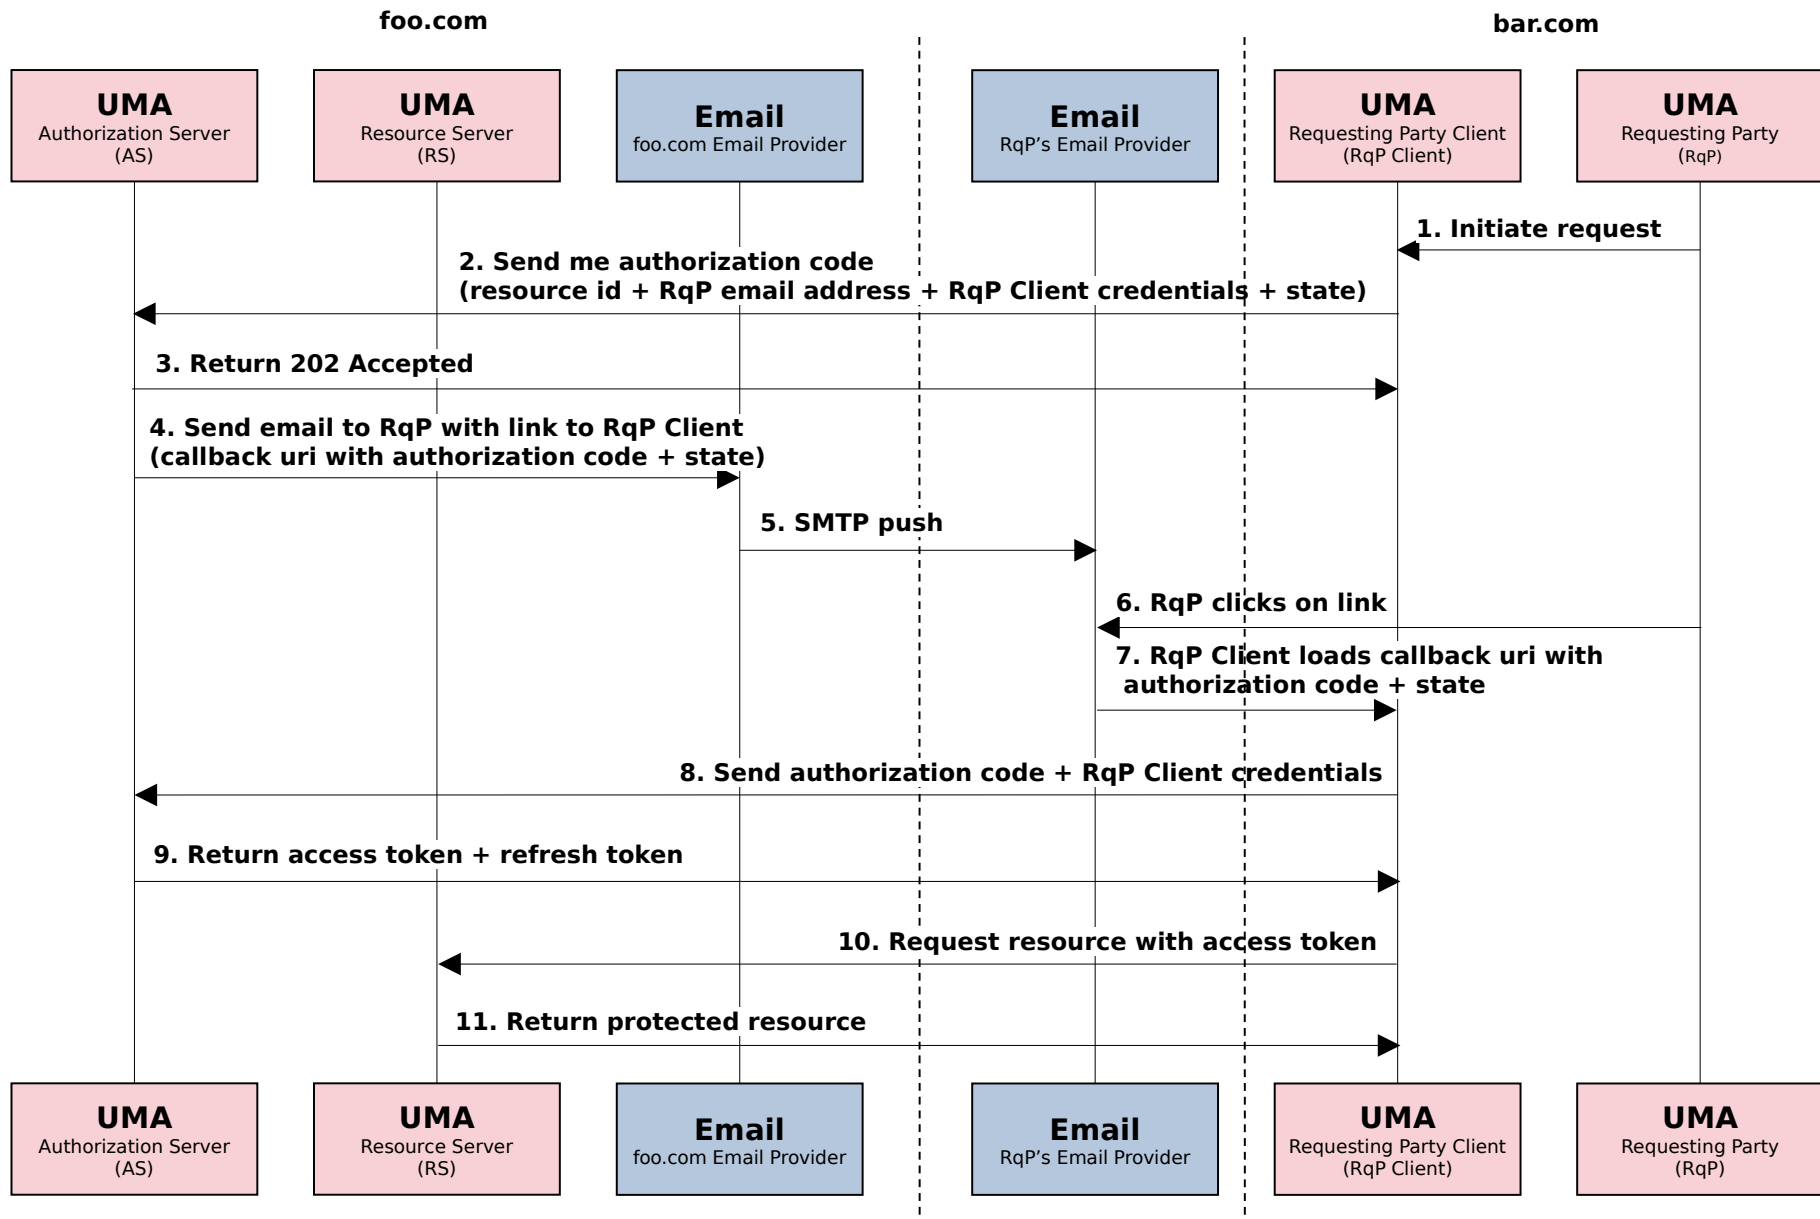 foo.com
bar.com
UMA
Authorization Server
(AS)
UMA
Resource Server
(RS)
Email
foo.com Email Provider
Email
RqP’s Email Provider
UMA
Requesting Party Client
(RqP Client)
UMA
Requesting Party
(RqP)
1. Initiate request
2. Send me authorization code
(resource id + RqP email address + RqP Client credentials + state)
3. Return 202 Accepted
4. Send email to RqP with link to RqP Client
(callback uri with authorization code + state)
5. SMTP push
6. RqP clicks on link
7. RqP Client loads callback uri with
authorization code + state
8. Send authorization code + RqP Client credentials
9. Return access token + refresh token
10. Request resource with access token
11. Return protected resource
UMA
Authorization Server
(AS)
UMA
Resource Server
(RS)
Email
foo.com Email Provider
Email
RqP’s Email Provider
UMA
Requesting Party Client
(RqP Client)
UMA
Requesting Party
(RqP)